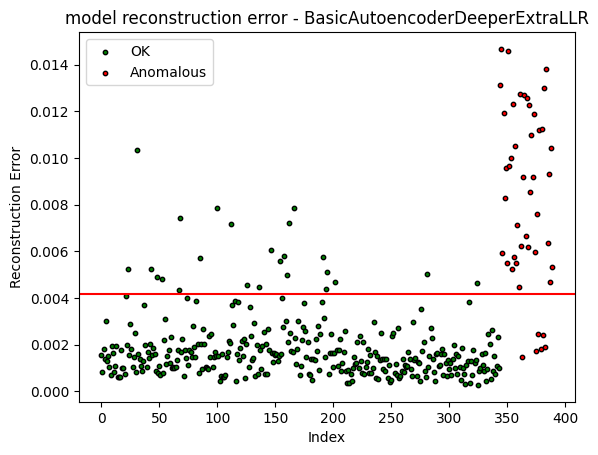 model reconstruction error - BasicAutoencoderDeeperExtraLLR
OK
Anomalous
0.014
0.012
0.010
0.008
0.006
0.004
0.002
0.000
Reconstruction Error
0 50 100 150 200 250 300 350 400
Index